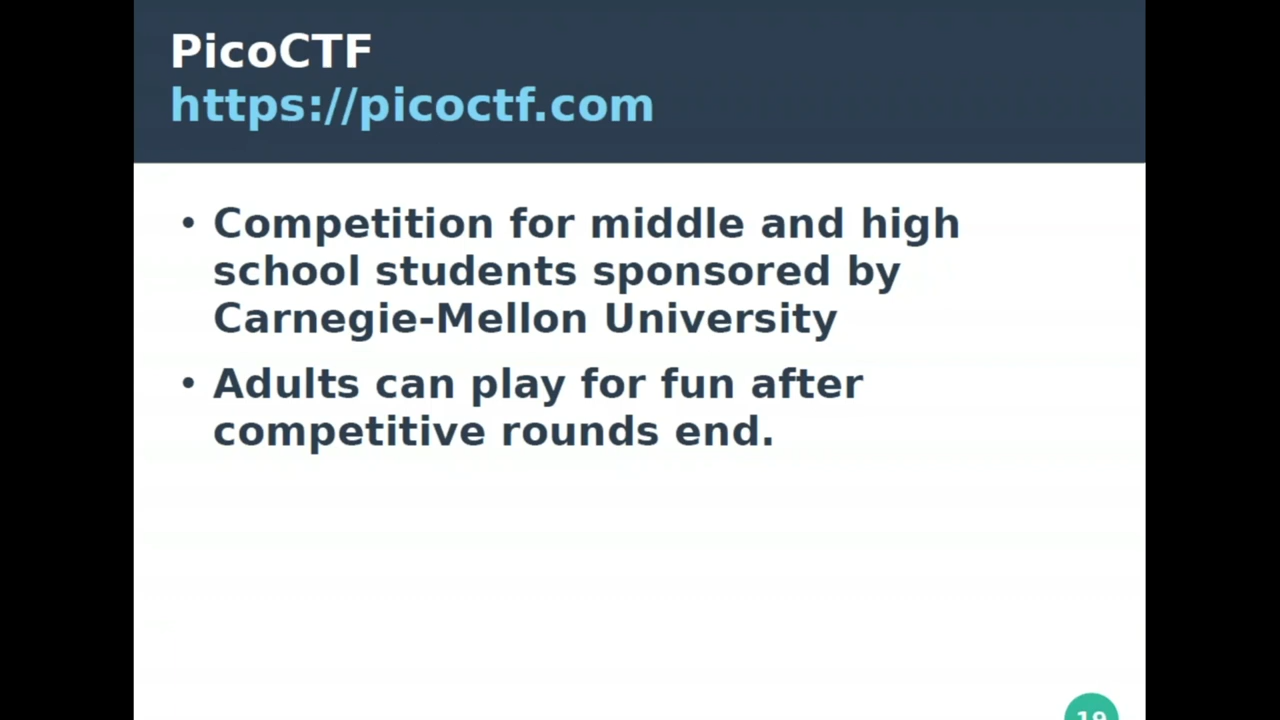 PicoCTF
https://picoctf.com
• Competition for middle and high
school students sponsored by
Carnegie-Mellon University
• Adults can play for fun after
competitive rounds end.
19